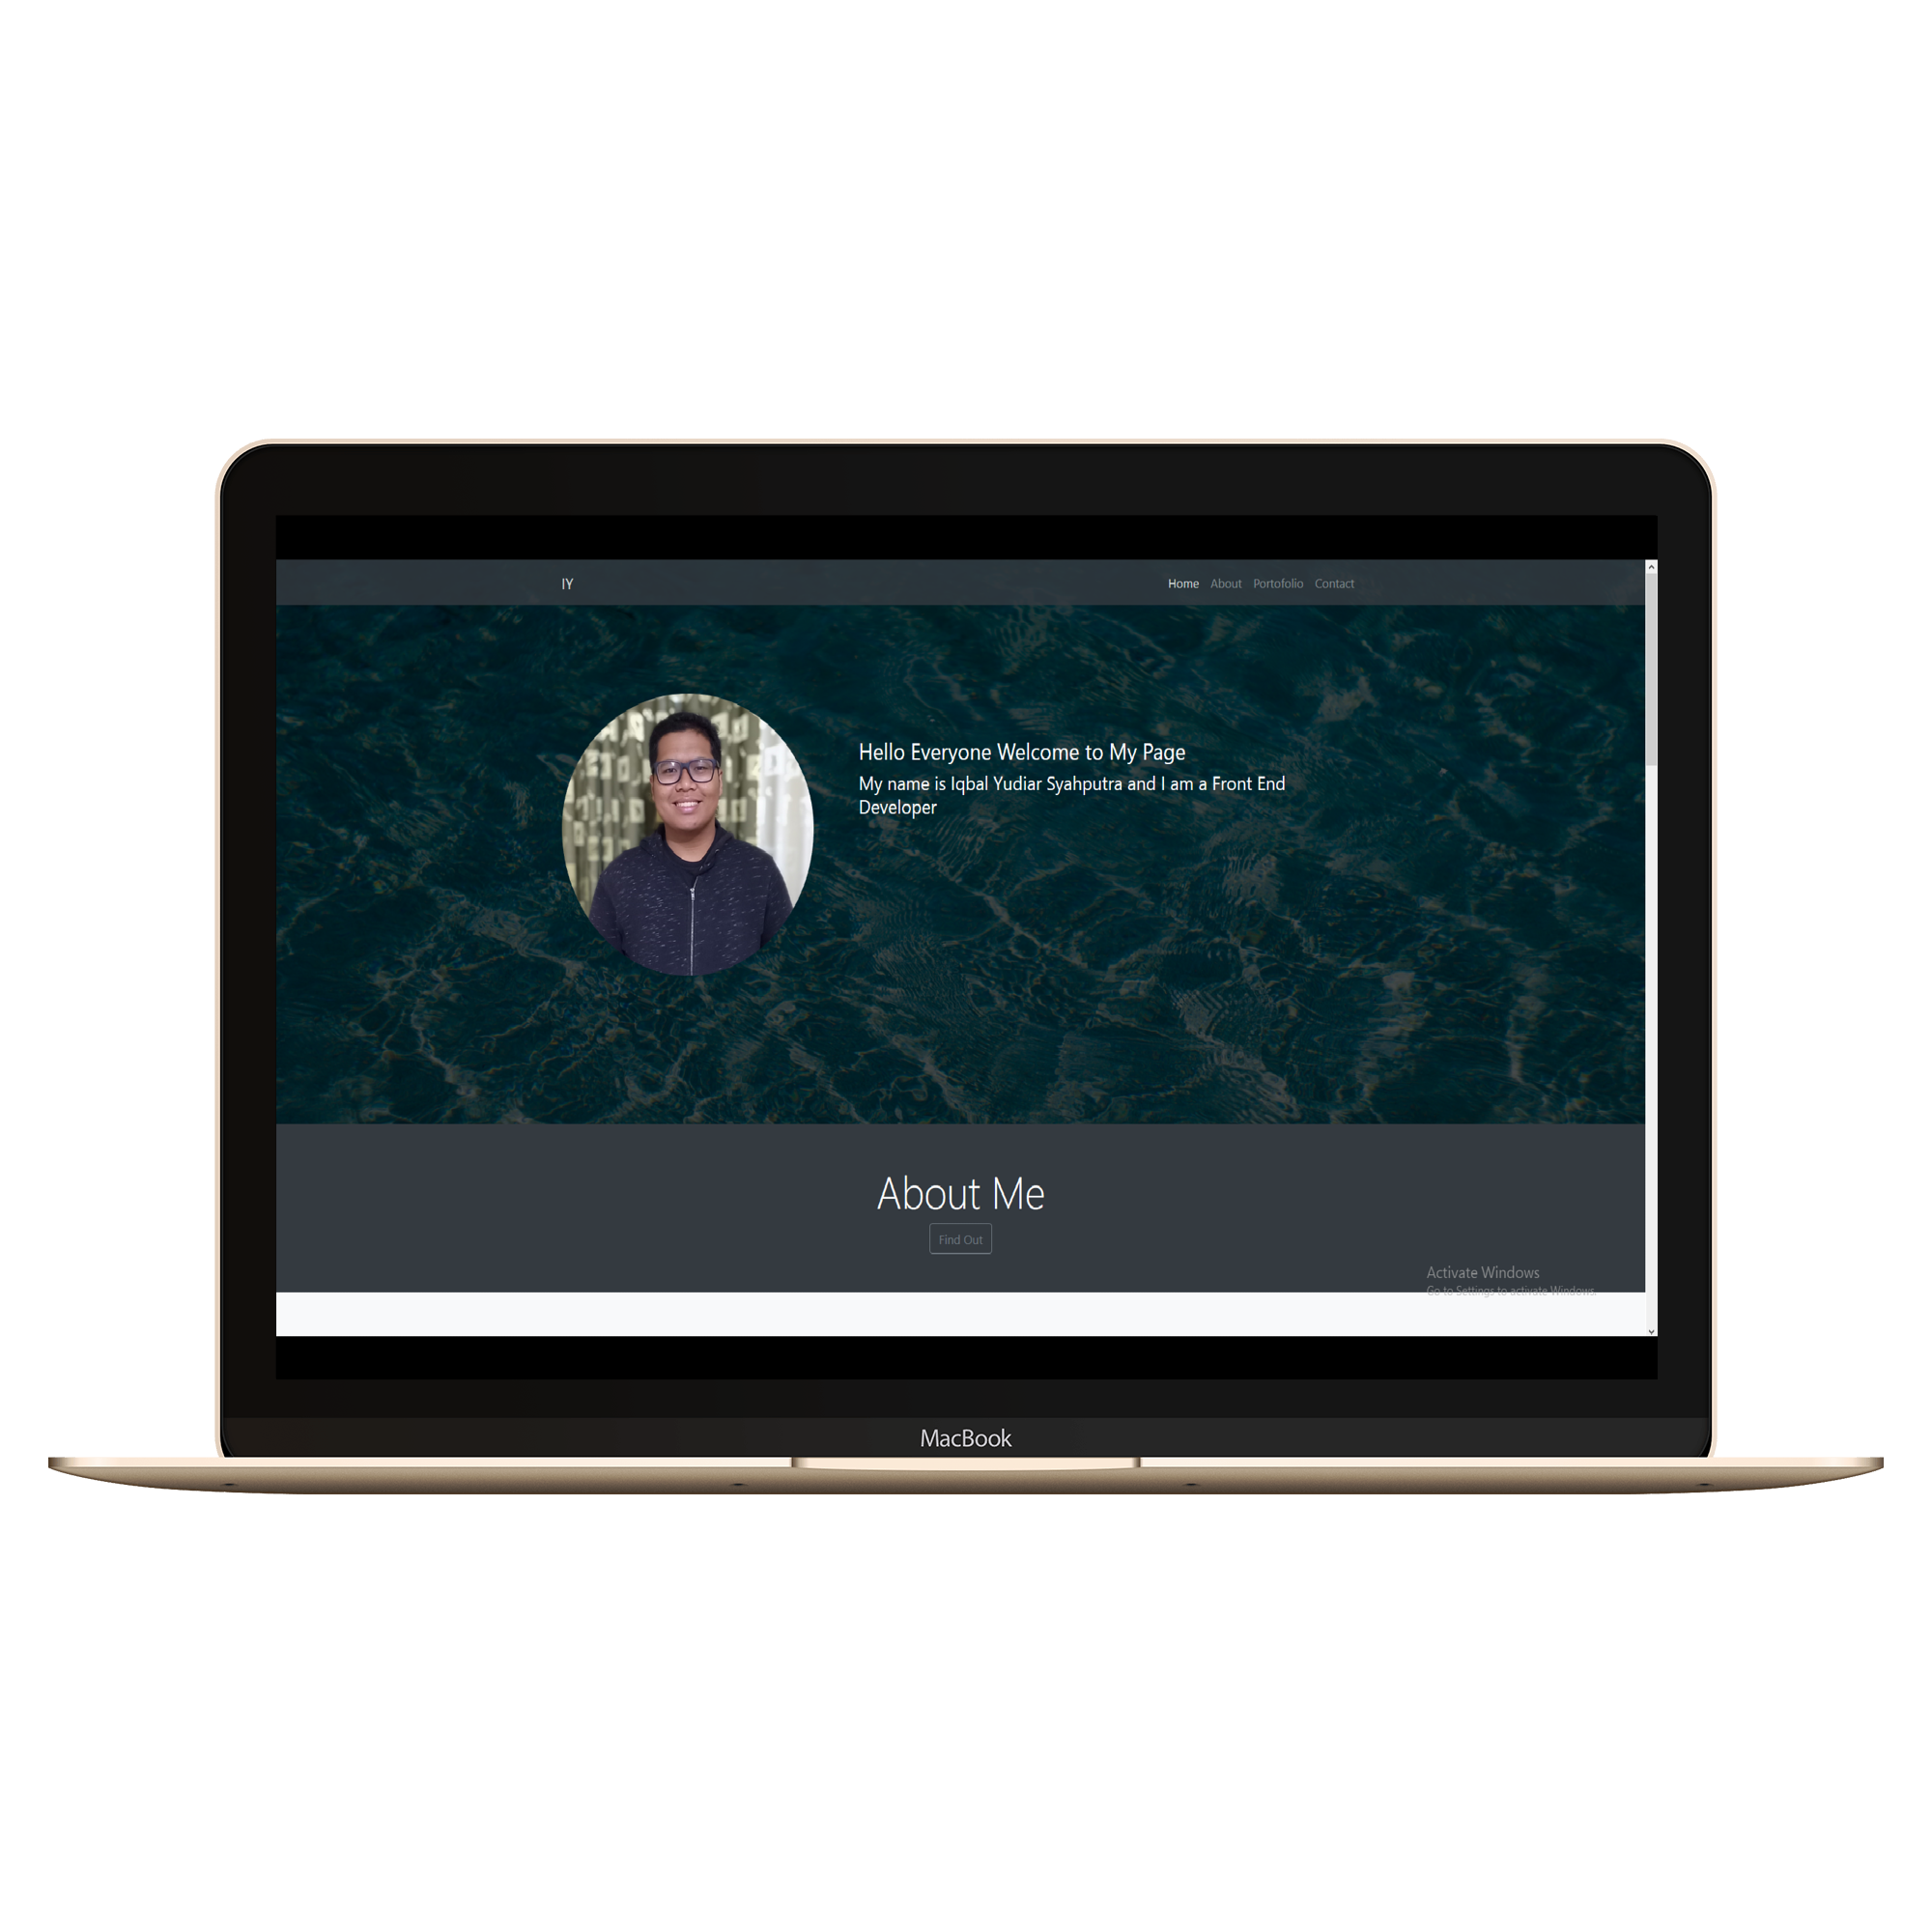 IY
Home About Portofolio Contact
Hello Everyone Welcome to My Page
My name is Iqbal Yudiar Syahputra and I am a Front End
Developer
About Me
Find Out
Activate Windows
Go to Settings to activate Windows.
MacBook